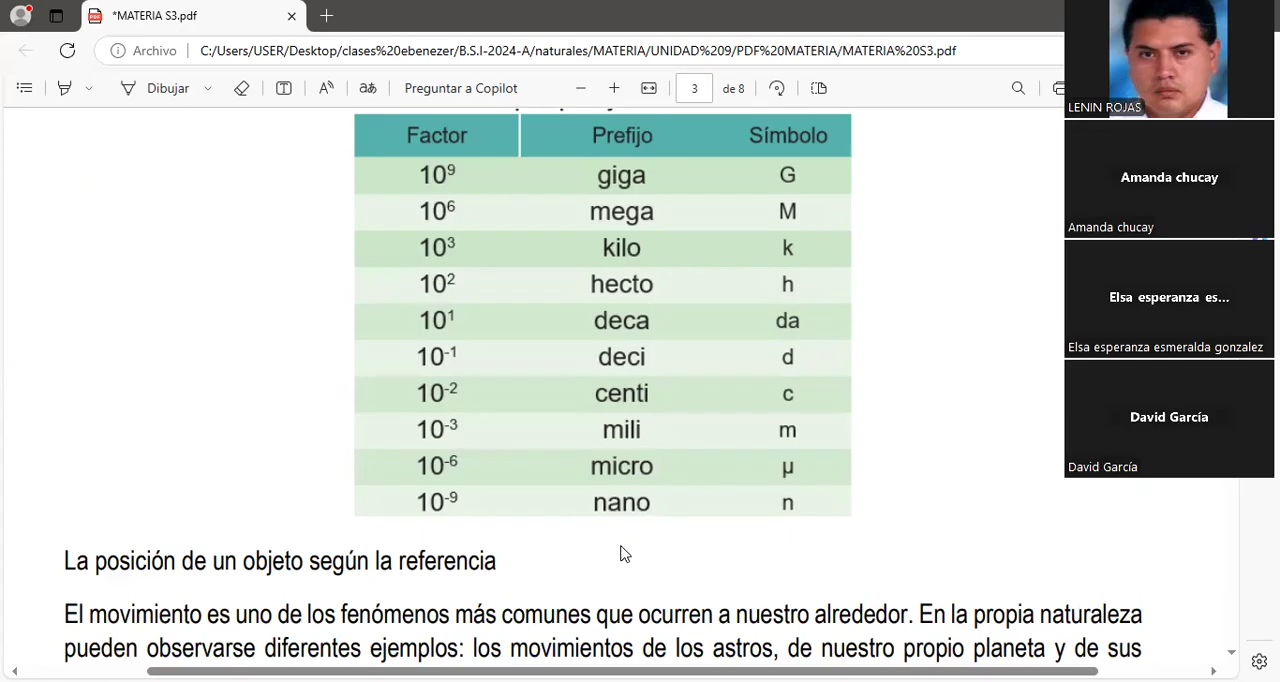 *MATERIA S3.pdf
Archivo C:/Users/USER/Desktop/clases%20ebenezer/B.S.I-2024-A/naturales/MATERIA/UNIDAD%209/PDF%20MATERIA/MATERIA%20S3.pdf
Dibujar Preguntar a Copilot 3 de 8
Factor Prefijo Símbolo
10⁹ giga G
10⁶ mega M
10³ kilo k
10² hecto h
10¹ deca da
10⁻¹ deci d
10⁻² centi c
10⁻³ mili m
10⁻⁶ micro µ
10⁻⁹ nano n
La posición de un objeto según la referencia
El movimiento es uno de los fenómenos más comunes que ocurren a nuestro alrededor. En la propia naturaleza
pueden observarse diferentes ejemplos: los movimientos de los astros, de nuestro propio planeta y de sus
LENIN ROJAS
Amanda chucay
Amanda chucay
Elsa esperanza es...
Elsa esperanza esmeralda gonzalez
David García
David García